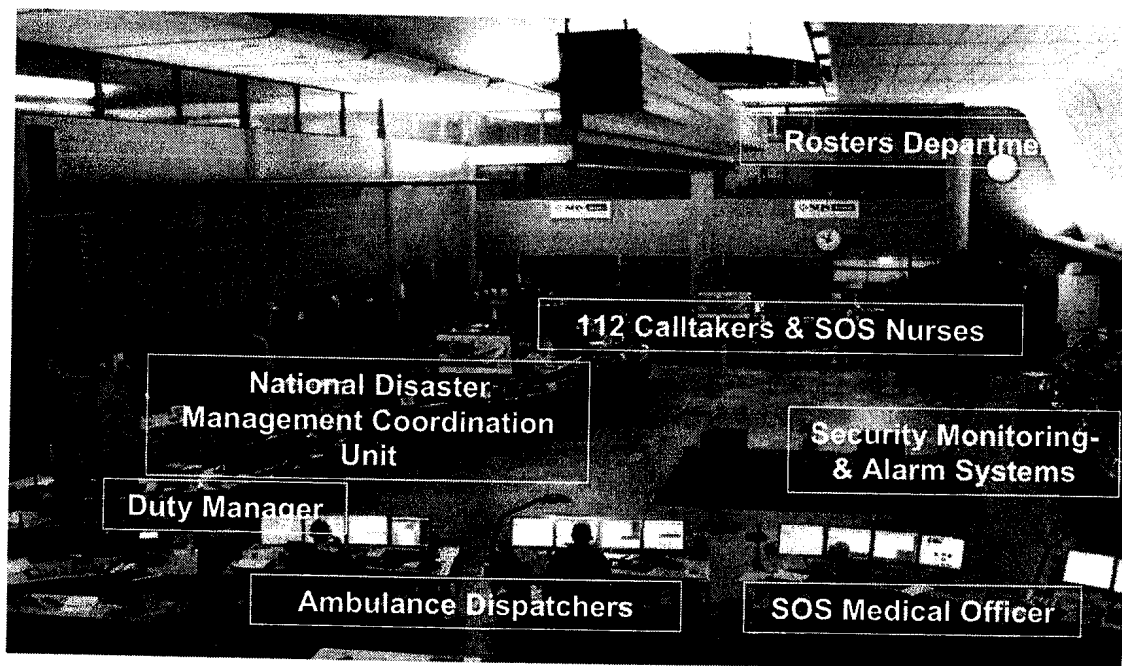 Rosters Departme
112 Calltakers & SOS Nurses
National Disaster
Management Coordination
Unit
Security Monitoring-
& Alarm Systems
Duty Manager
Ambulance Dispatchers
SOS Medical Officer